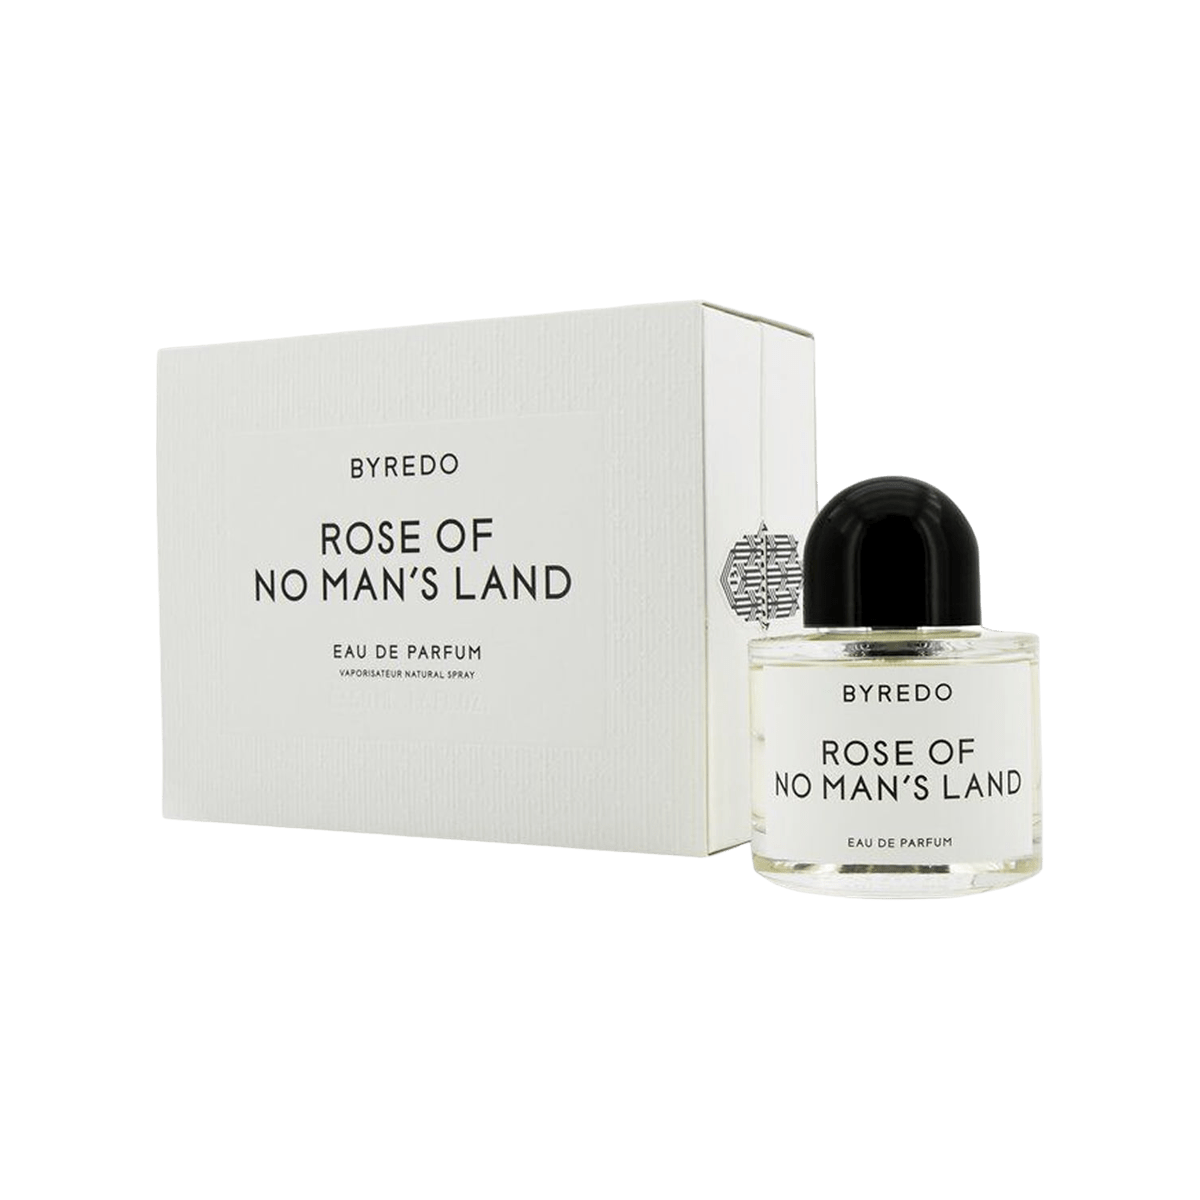 BYREDO
ROSE OF
NO MAN'S LAND
EAU DE PARFUM
VAPORISATEUR NATURAL SPRAY
BYREDO
ROSE OF
NO MAN'S LAND
EAU DE PARFUM